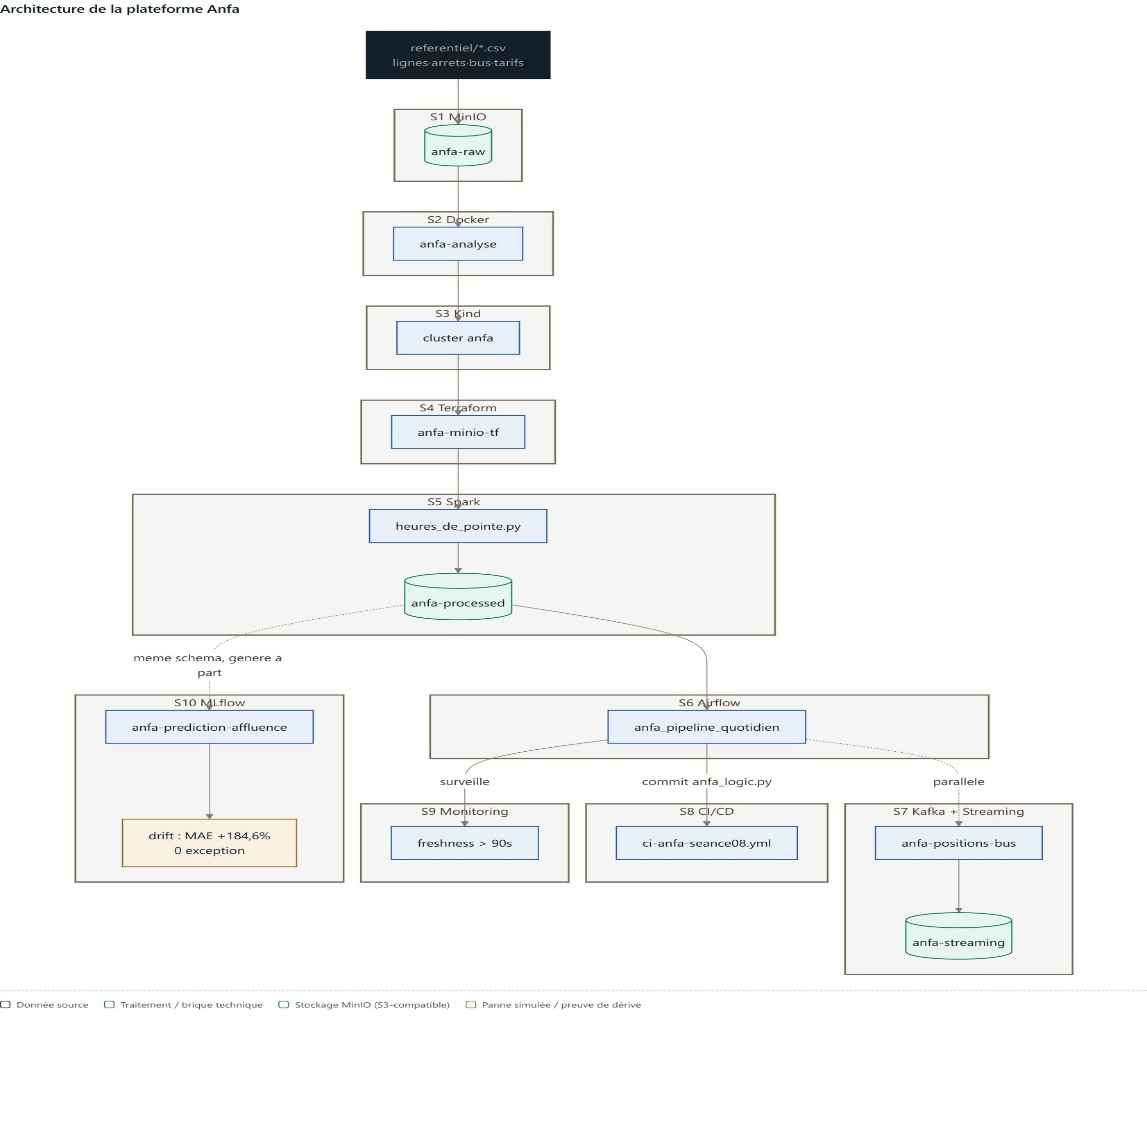 Architecture de la plateforme Anfa
referentiel/*.csv
lignes·arrets·bus·tarifs
S1 MinIO
anfa-raw
S2 Docker
anfa-analyse
S3 Kind
cluster anfa
S4 Terraform
anfa-minio-tf
S5 Spark
heures_de_pointe.py
anfa-processed
meme schema, genere a
part
S10 MLflow
anfa-prediction-affluence
drift : MAE +184,6%
0 exception
S6 Airflow
anfa_pipeline_quotidien
surveille
commit anfa_logic.py
parallele
S9 Monitoring
freshness > 90s
S8 CI/CD
ci-anfa-seance08.yml
S7 Kafka + Streaming
anfa-positions-bus
anfa-streaming
Donnée source
Traitement / brique technique
Stockage MinIO (S3-compatible)
Panne simulée / preuve de dérive